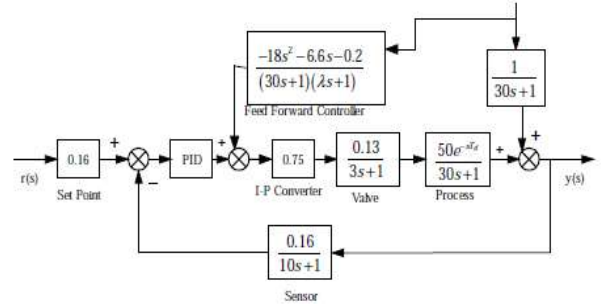 −18s² −6.6s−0.2
(30s+1)(λs+1)
Feed Forward Controller
1
30s+1
+
+
+
+
−
0.16
PID
0.75
0.13
3s+1
50e^{-sT_d}
30s+1
r(s)
Set Point
I-P Converter
Valve
Process
y(s)
0.16
10s+1
Sensor